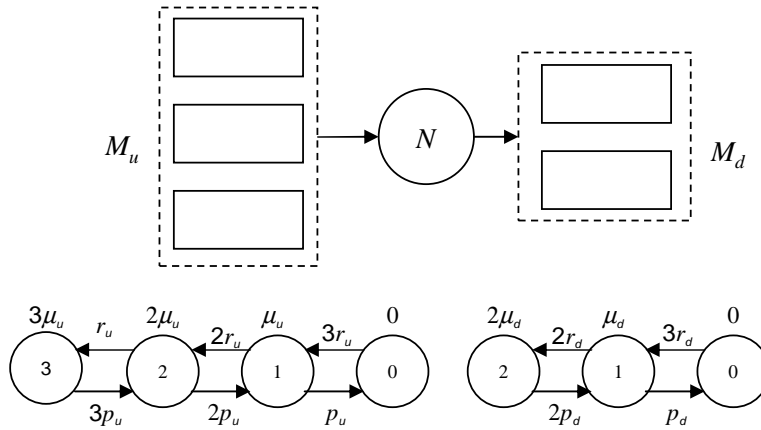 M_u
N
M_d
3μ_u 2μ_u μ_u 0
r_u 2r_u 3r_u
3 2 1 0
3p_u 2p_u p_u
2μ_d μ_d 0
2r_d 3r_d
2 1 0
2p_d p_d